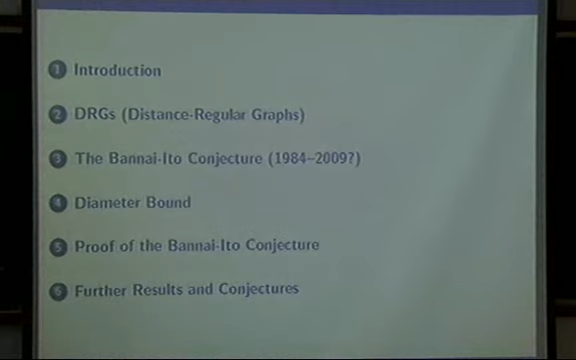 1 Introduction
2 DRGs (Distance-Regular Graphs)
3 The Bannai-Ito Conjecture (1984–2009?)
4 Diameter Bound
5 Proof of the Bannai-Ito Conjecture
6 Further Results and Conjectures